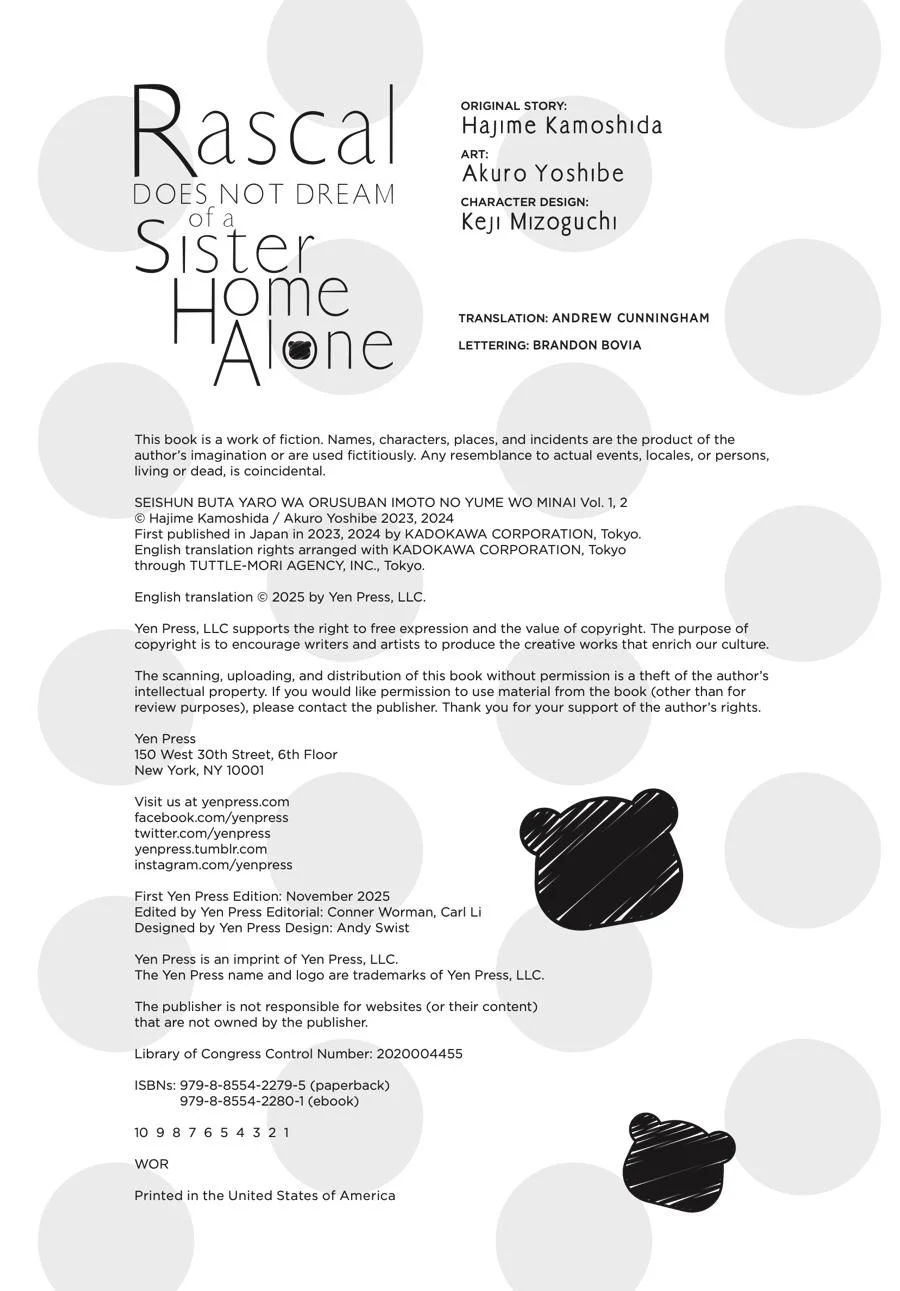 Rascal
DOES NOT DREAM
of a
Sister
Home
Alone
ORIGINAL STORY:
Hajime Kamoshida
ART:
Akuro Yoshibe
CHARACTER DESIGN:
Keji Mizoguchi
TRANSLATION: ANDREW CUNNINGHAM
LETTERING: BRANDON BOVIA
This book is a work of fiction. Names, characters, places, and incidents are the product of the
author's imagination or are used fictitiously. Any resemblance to actual events, locales, or persons,
living or dead, is coincidental.
SEISHUN BUTA YARO WA ORUSUBAN IMOTO NO YUME WO MINAI Vol. 1, 2
© Hajime Kamoshida / Akuro Yoshibe 2023, 2024
First published in Japan in 2023, 2024 by KADOKAWA CORPORATION, Tokyo.
English translation rights arranged with KADOKAWA CORPORATION, Tokyo
through TUTTLE-MORI AGENCY, INC., Tokyo.
English translation © 2025 by Yen Press, LLC.
Yen Press, LLC supports the right to free expression and the value of copyright. The purpose of
copyright is to encourage writers and artists to produce the creative works that enrich our culture.
The scanning, uploading, and distribution of this book without permission is a theft of the author's
intellectual property. If you would like permission to use material from the book (other than for
review purposes), please contact the publisher. Thank you for your support of the author's rights.
Yen Press
150 West 30th Street, 6th Floor
New York, NY 10001
Visit us at yenpress.com
facebook.com/yenpress
twitter.com/yenpress
yenpress.tumblr.com
instagram.com/yenpress
First Yen Press Edition: November 2025
Edited by Yen Press Editorial: Conner Worman, Carl Li
Designed by Yen Press Design: Andy Swist
Yen Press is an imprint of Yen Press, LLC.
The Yen Press name and logo are trademarks of Yen Press, LLC.
The publisher is not responsible for websites (or their content)
that are not owned by the publisher.
Library of Congress Control Number: 2020004455
ISBNs: 979-8-8554-2279-5 (paperback)
979-8-8554-2280-1 (ebook)
10 9 8 7 6 5 4 3 2 1
WOR
Printed in the United States of America